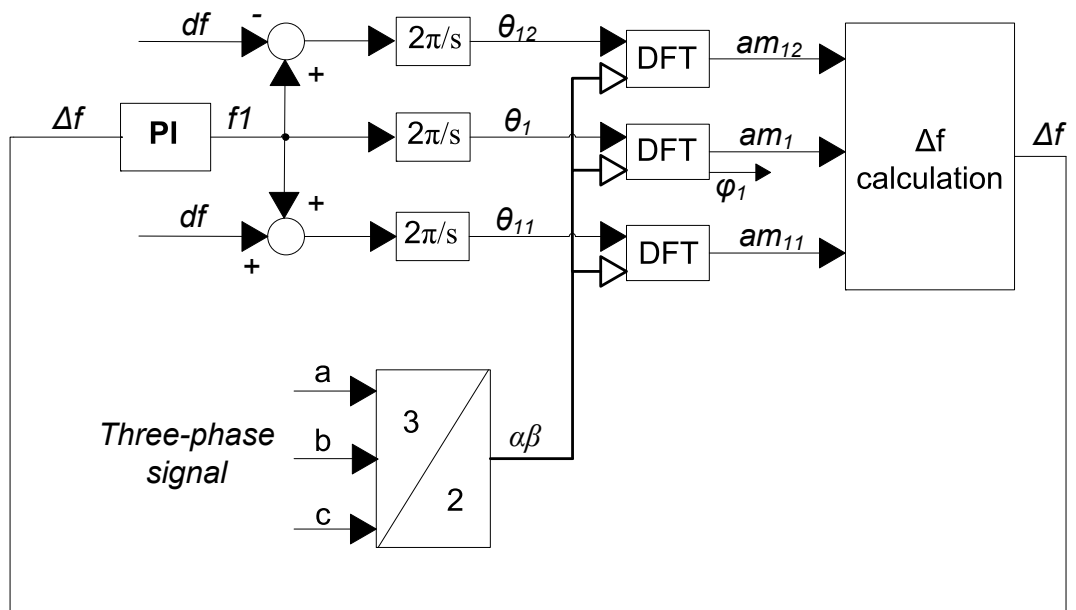 df
-
+
2π/s
θ12
DFT
am12
Δf
PI
f1
2π/s
θ1
DFT
am1
φ1
Δf
calculation
Δf
df
+
+
2π/s
θ11
DFT
am11
Three-phase
signal
a
b
c
3
2
αβ